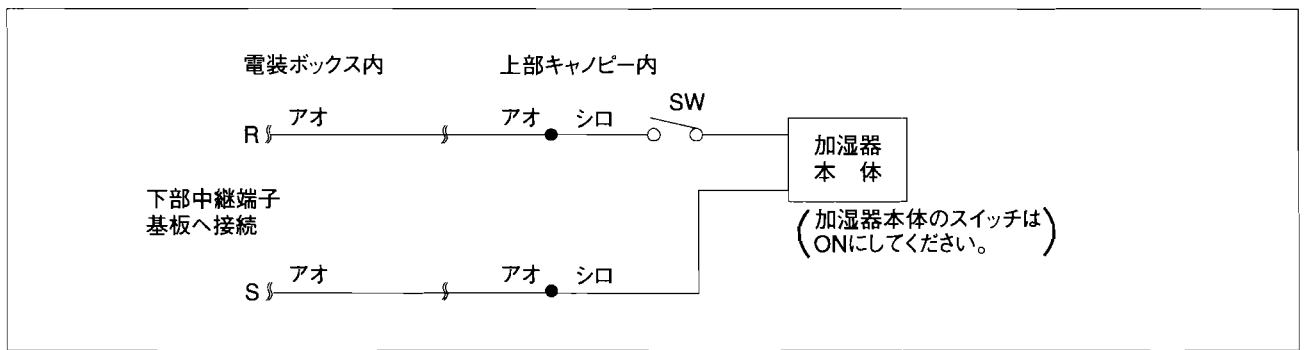 電装ボックス内
上部キャノピー内
R
アオ
アオ
シロ
SW
加湿器
本 体
下部中継端子
基板へ接続
(加湿器本体のスイッチは
ONにしてください。)
S
アオ
アオ
シロ